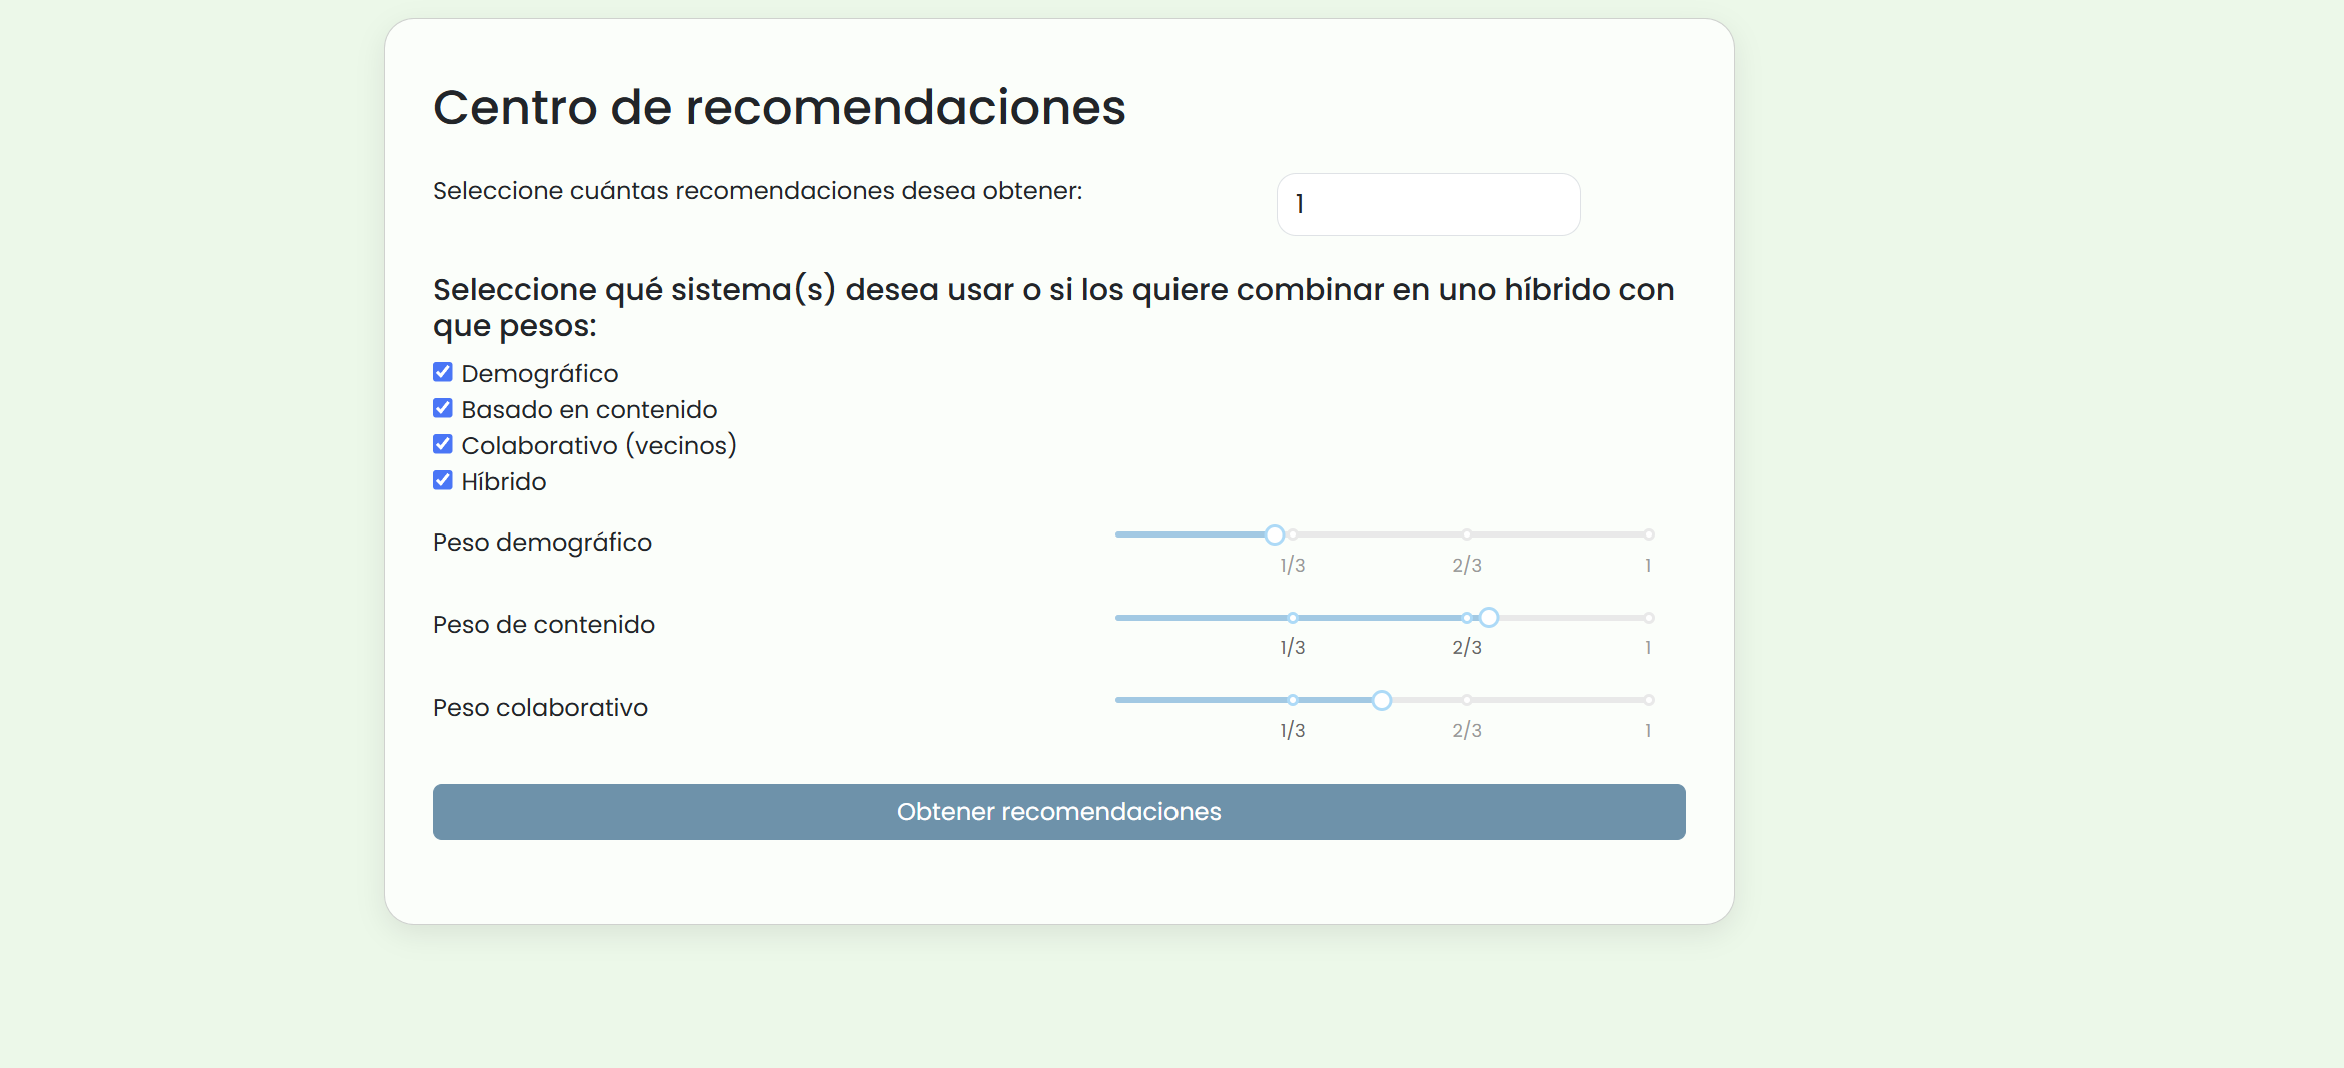 Centro de recomendaciones
Seleccione cuántas recomendaciones desea obtener:
1
Seleccione qué sistema(s) desea usar o si los quiere combinar en uno híbrido con
que pesos:
Demográfico
Basado en contenido
Colaborativo (vecinos)
Híbrido
Peso demográfico
1/3 2/3 1
Peso de contenido
1/3 2/3 1
Peso colaborativo
1/3 2/3 1
Obtener recomendaciones